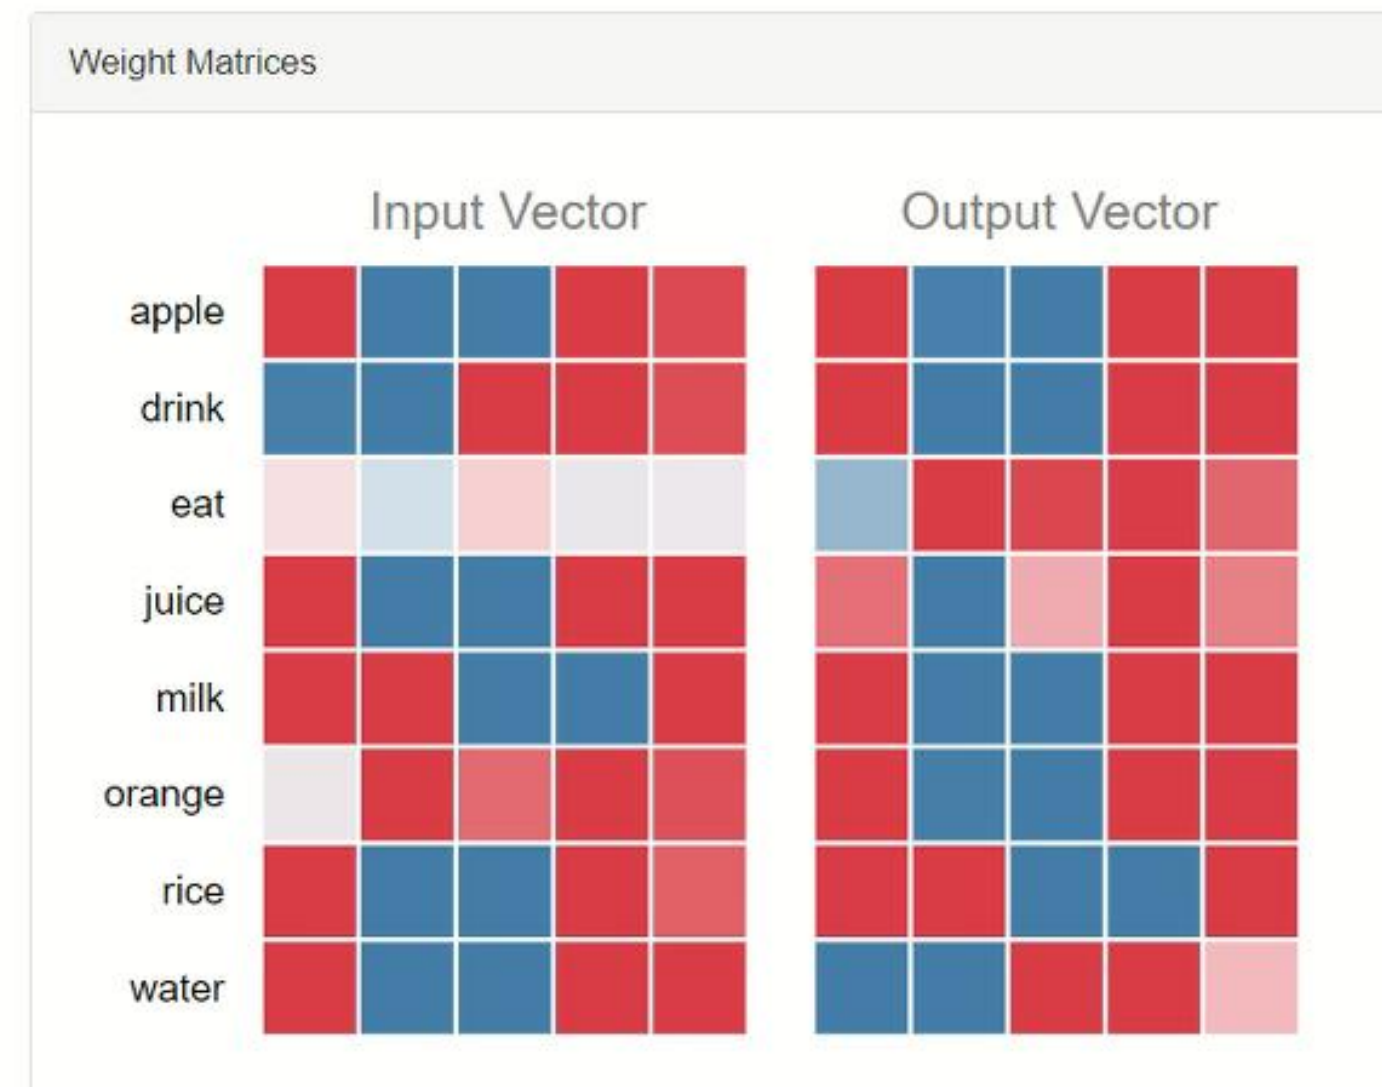 Weight Matrices
Input Vector Output Vector
apple
drink
eat
juice
milk
orange
rice
water